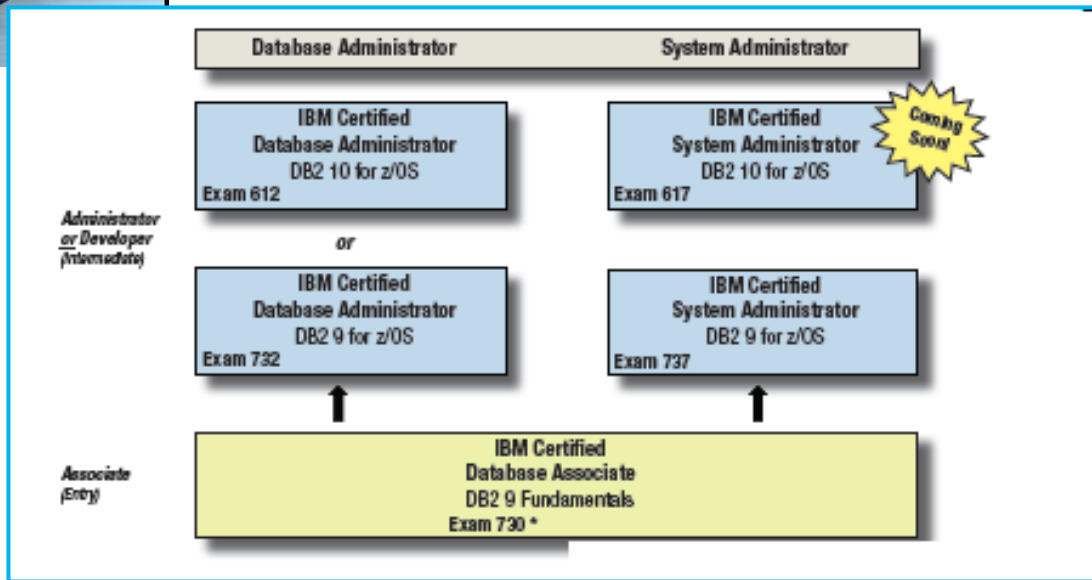 Database Administrator
System Administrator
IBM Certified
Database Administrator
DB2 10 for z/OS
Exam 612
IBM Certified
System Administrator
DB2 10 for z/OS
Exam 617
Coming
Soon!
Administrator
or Developer
(Intermediate)
or
IBM Certified
Database Administrator
DB2 9 for z/OS
Exam 732
IBM Certified
System Administrator
DB2 9 for z/OS
Exam 737
Associate
(Entry)
IBM Certified
Database Associate
DB2 9 Fundamentals
Exam 730 *